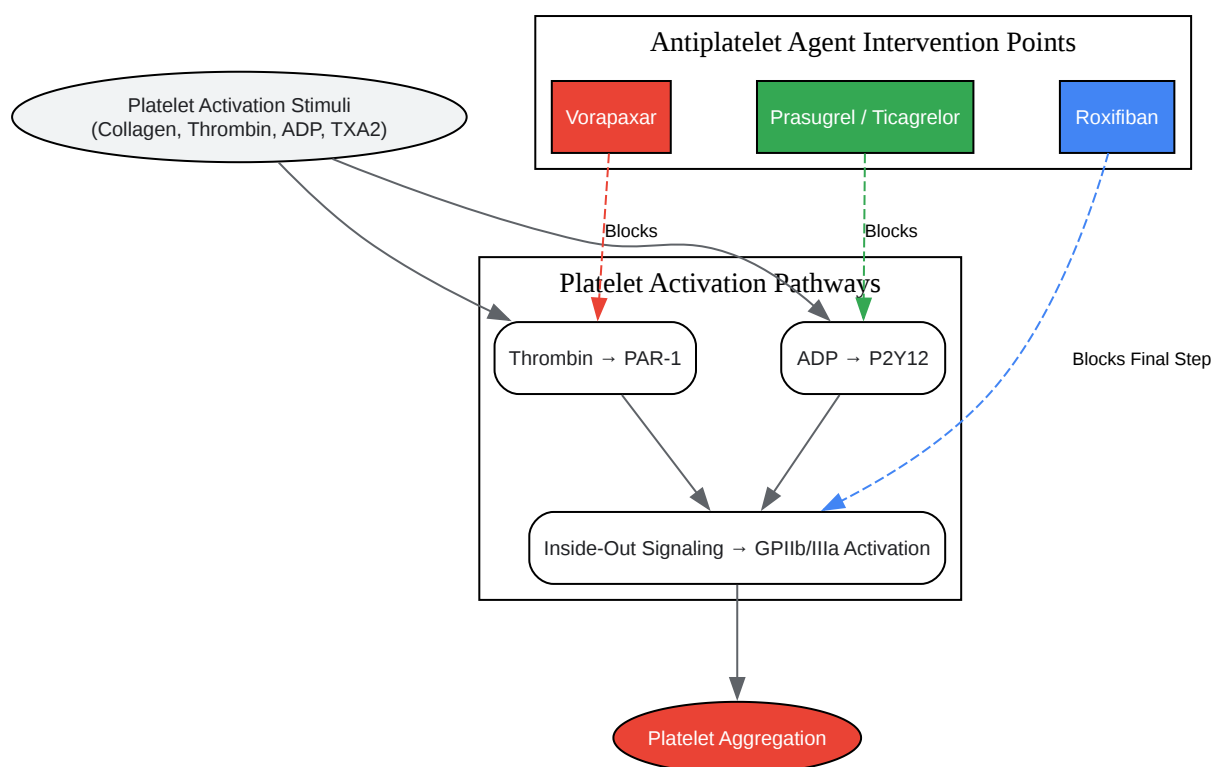 Antiplatelet Agent Intervention Points
Vorapaxar
Prasugrel / Ticagrelor
Roxifiban
Platelet Activation Stimuli
(Collagen, Thrombin, ADP, TXA2)
Blocks
Blocks
Platelet Activation Pathways
Thrombin → PAR-1
ADP → P2Y12
Blocks Final Step
Inside-Out Signaling → GPIIb/IIIa Activation
Platelet Aggregation